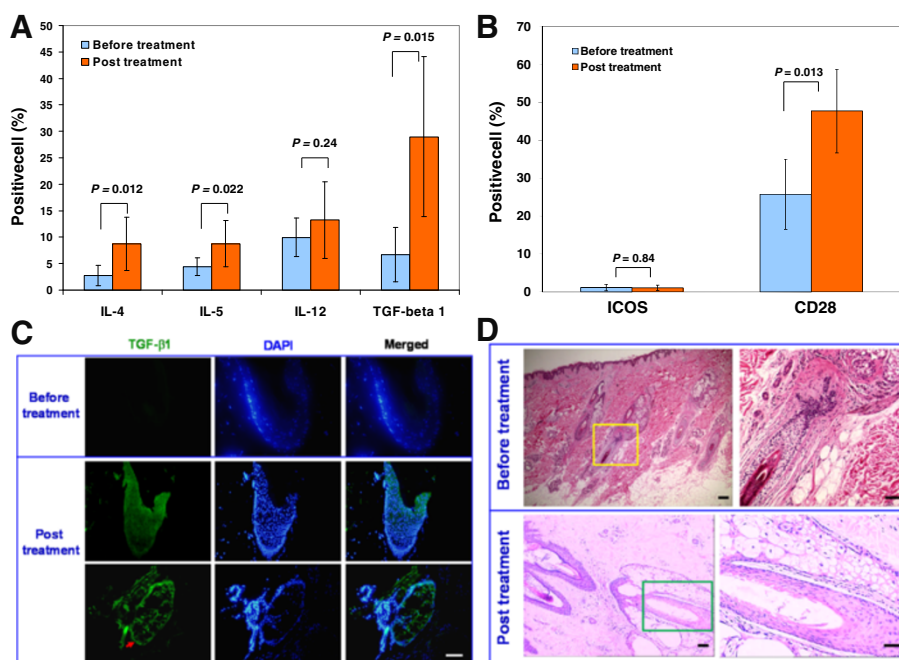 A
50
45
40
35
30
25
20
15
10
5
0
Positivecell (%)
Before treatment
Post treatment
P = 0.012
P = 0.022
P = 0.24
P = 0.015
IL-4
IL-5
IL-12
TGF-beta 1
B
70
60
50
40
30
20
10
0
Positivecell (%)
Before treatment
Post treatment
P = 0.84
P = 0.013
ICOS
CD28
C
TGF-β1
DAPI
Merged
Before
treatment
Post
treatment
D
Before treatment
Post treatment